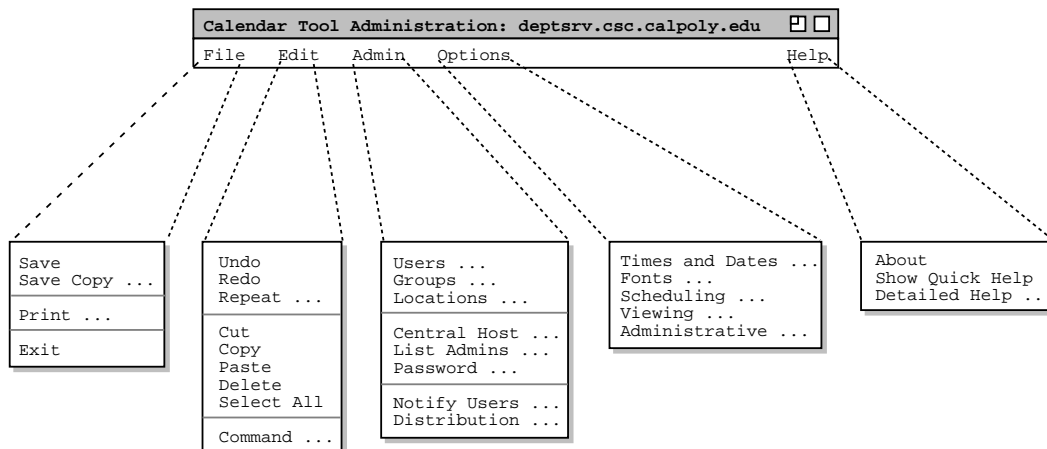 Calendar Tool Administration: deptsrv.csc.calpoly.edu
File Edit Admin Options Help
Save
Save Copy ...
Print ...
Exit
Undo
Redo
Repeat ...
Cut
Copy
Paste
Delete
Select All
Command ...
Users ...
Groups ...
Locations ...
Central Host ...
List Admins ...
Password ...
Notify Users ...
Distribution ...
Times and Dates ...
Fonts ...
Scheduling ...
Viewing ...
Administrative ...
About
Show Quick Help
Detailed Help ..